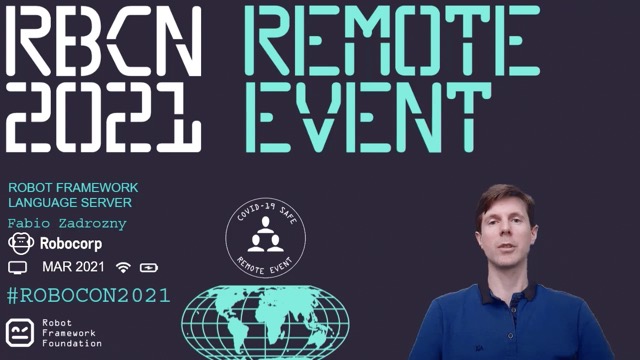 RBCN REMOTE
2021 EVENT
ROBOT FRAMEWORK
LANGUAGE SERVER
Fabio Zadrozny
Robocorp
MAR 2021
#ROBOCON2021
Robot
Framework
Foundation
COVID-19 SAFE
REMOTE EVENT